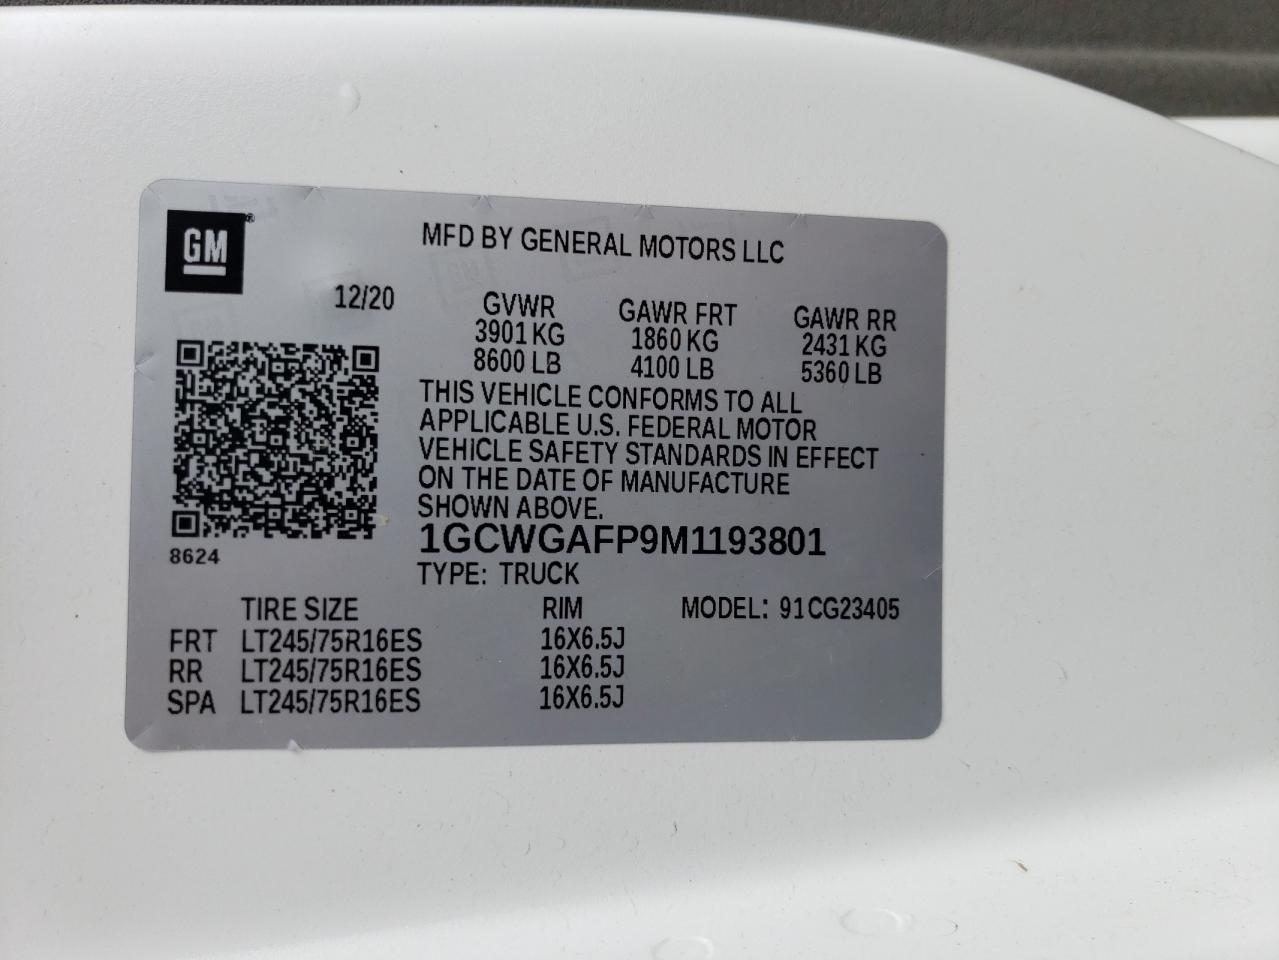 GM
®
MFD BY GENERAL MOTORS LLC
12/20
GVWR GAWR FRT GAWR RR
3901 KG 1860 KG 2431 KG
8600 LB 4100 LB 5360 LB
THIS VEHICLE CONFORMS TO ALL
APPLICABLE U.S. FEDERAL MOTOR
VEHICLE SAFETY STANDARDS IN EFFECT
ON THE DATE OF MANUFACTURE
SHOWN ABOVE.
1GCWGAFP9M1193801
8624
TYPE: TRUCK
TIRE SIZE RIM MODEL: 91CG23405
FRT LT245/75R16ES 16X6.5J
RR LT245/75R16ES 16X6.5J
SPA LT245/75R16ES 16X6.5J